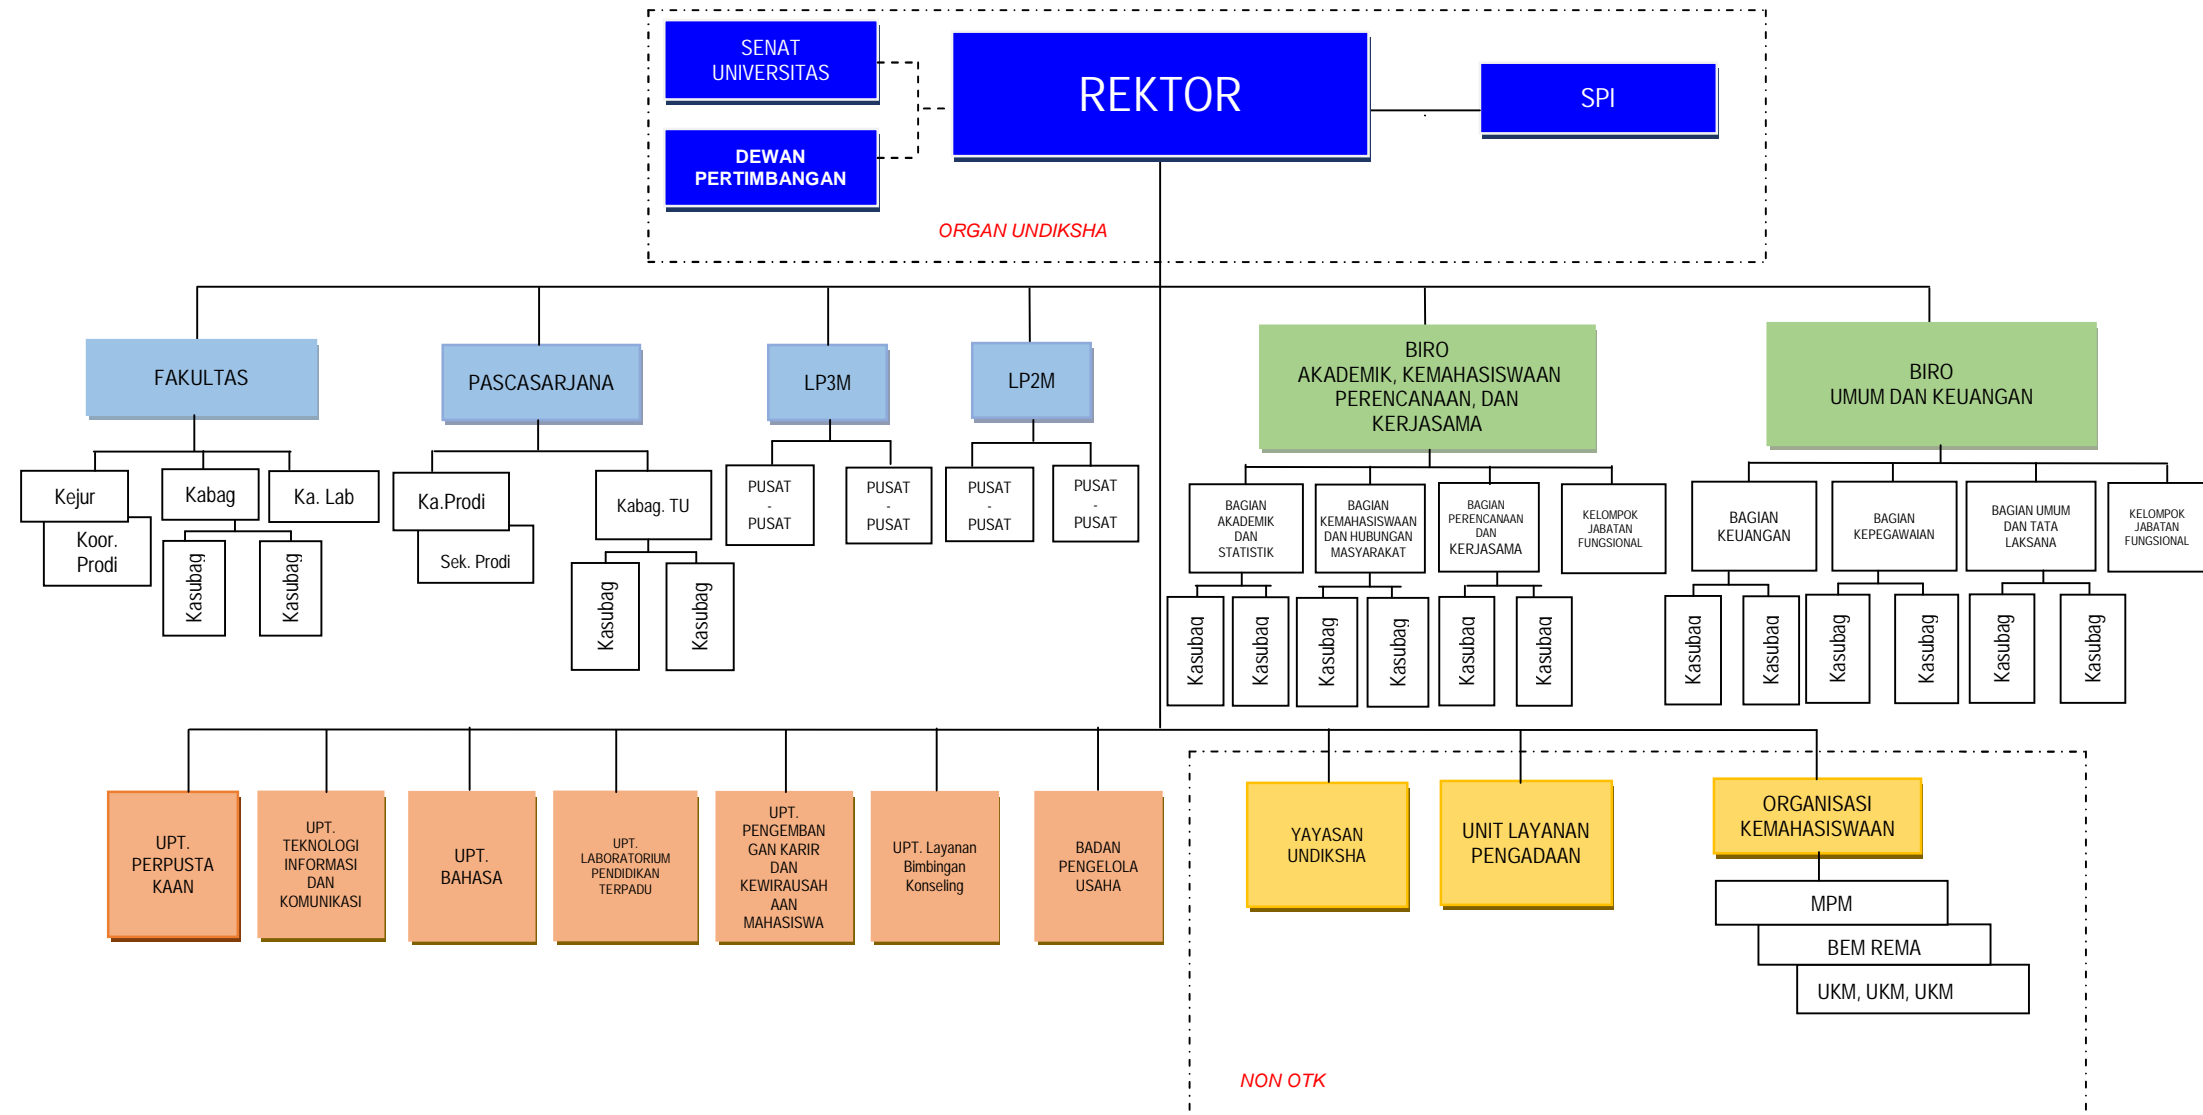 SENAT
UNIVERSITAS
REKTOR
SPI
DEWAN
PERTIMBANGAN
ORGAN UNDIKSHA
FAKULTAS
PASCASARJANA
LP3M
LP2M
BIRO
AKADEMIK, KEMAHASISWAAN
PERENCANAAN, DAN
KERJASAMA
BIRO
UMUM DAN KEUANGAN
Kejur
Koor.
Prodi
Kabag
Kasubag
Kasubag
Ka. Lab
Ka.Prodi
Sek. Prodi
Kabag. TU
Kasubag
Kasubag
PUSAT
-
PUSAT
PUSAT
-
PUSAT
PUSAT
-
PUSAT
PUSAT
-
PUSAT
BAGIAN
AKADEMIK
DAN
STATISTIK
BAGIAN
KEMAHASISWAAN
DAN HUBUNGAN
MASYARAKAT
BAGIAN
PERENCANAAN
DAN
KERJASAMA
KELOMPOK
JABATAN
FUNGSIONAL
Kasubag
Kasubag
Kasubag
Kasubag
Kasubag
Kasubag
BAGIAN
KEUANGAN
BAGIAN
KEPEGAWAIAN
BAGIAN UMUM
DAN TATA
LAKSANA
KELOMPOK
JABATAN
FUNGSIONAL
Kasubag
Kasubag
Kasubag
Kasubag
Kasubag
Kasubag
UPT.
PERPUSTA
KAAN
UPT.
TEKNOLOGI
INFORMASI
DAN
KOMUNIKASI
UPT.
BAHASA
UPT.
LABORATORIUM
PENDIDIKAN
TERPADU
UPT.
PENGEMBAN
GAN KARIR
DAN
KEWIRAUSAH
AAN
MAHASISWA
UPT. Layanan
Bimbingan
Konseling
BADAN
PENGELOLA
USAHA
YAYASAN
UNDIKSHA
UNIT LAYANAN
PENGADAAN
ORGANISASI
KEMAHASISWAAN
MPM
BEM REMA
UKM, UKM, UKM
NON OTK